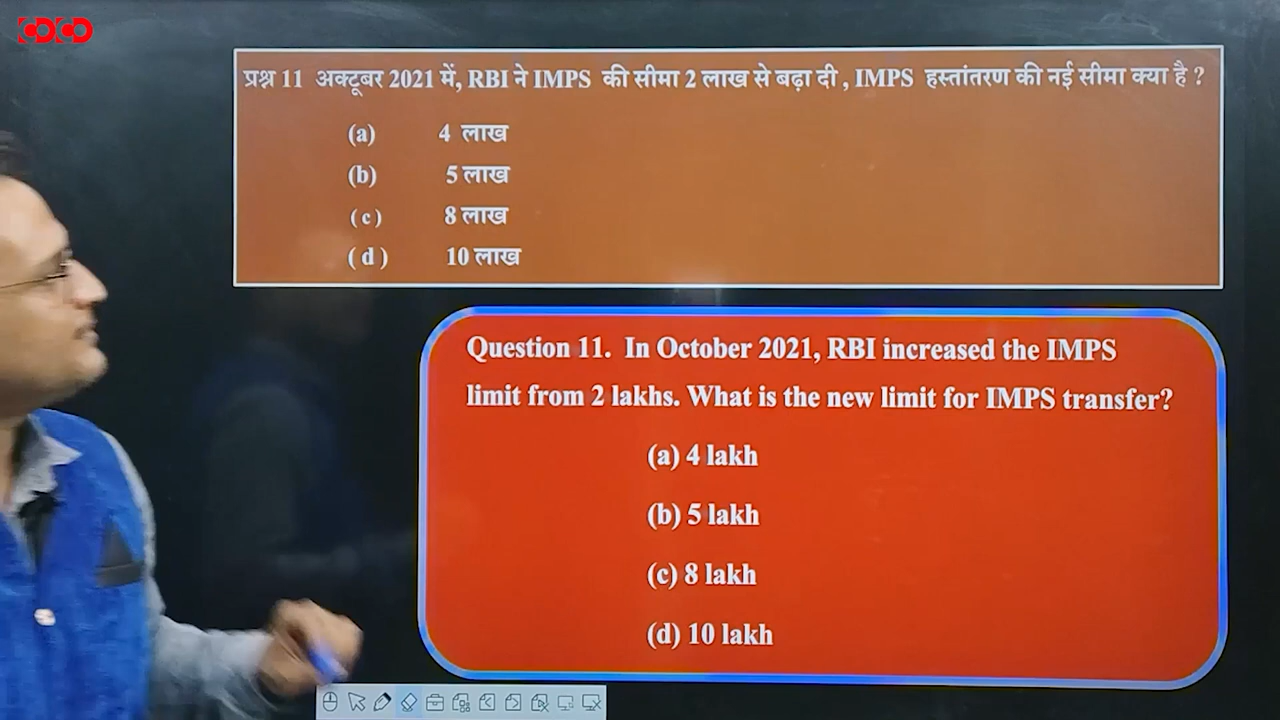 COCO
प्रश्न 11 अक्टूबर 2021 में, RBI ने IMPS की सीमा 2 लाख से बढ़ा दी , IMPS हस्तांतरण की नई सीमा क्या है ?
(a) 4 लाख
(b) 5 लाख
( c ) 8 लाख
( d ) 10 लाख
Question 11. In October 2021, RBI increased the IMPS
limit from 2 lakhs. What is the new limit for IMPS transfer?
(a) 4 lakh
(b) 5 lakh
(c) 8 lakh
(d) 10 lakh